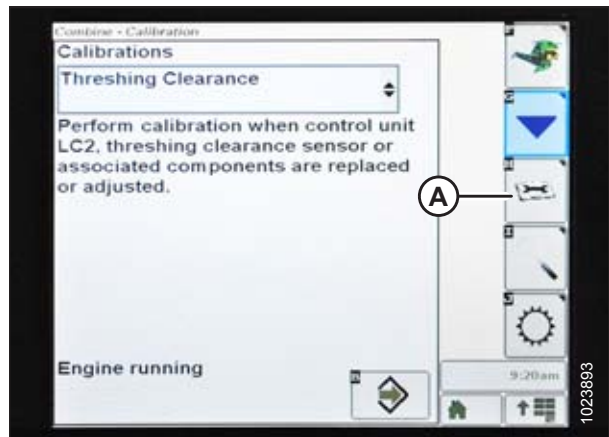 Combine - Calibration
Calibrations
Threshing Clearance
Perform calibration when control unit
LC2, threshing clearance sensor or
associated components are replaced
or adjusted.
A
Engine running
9:20am
1023893